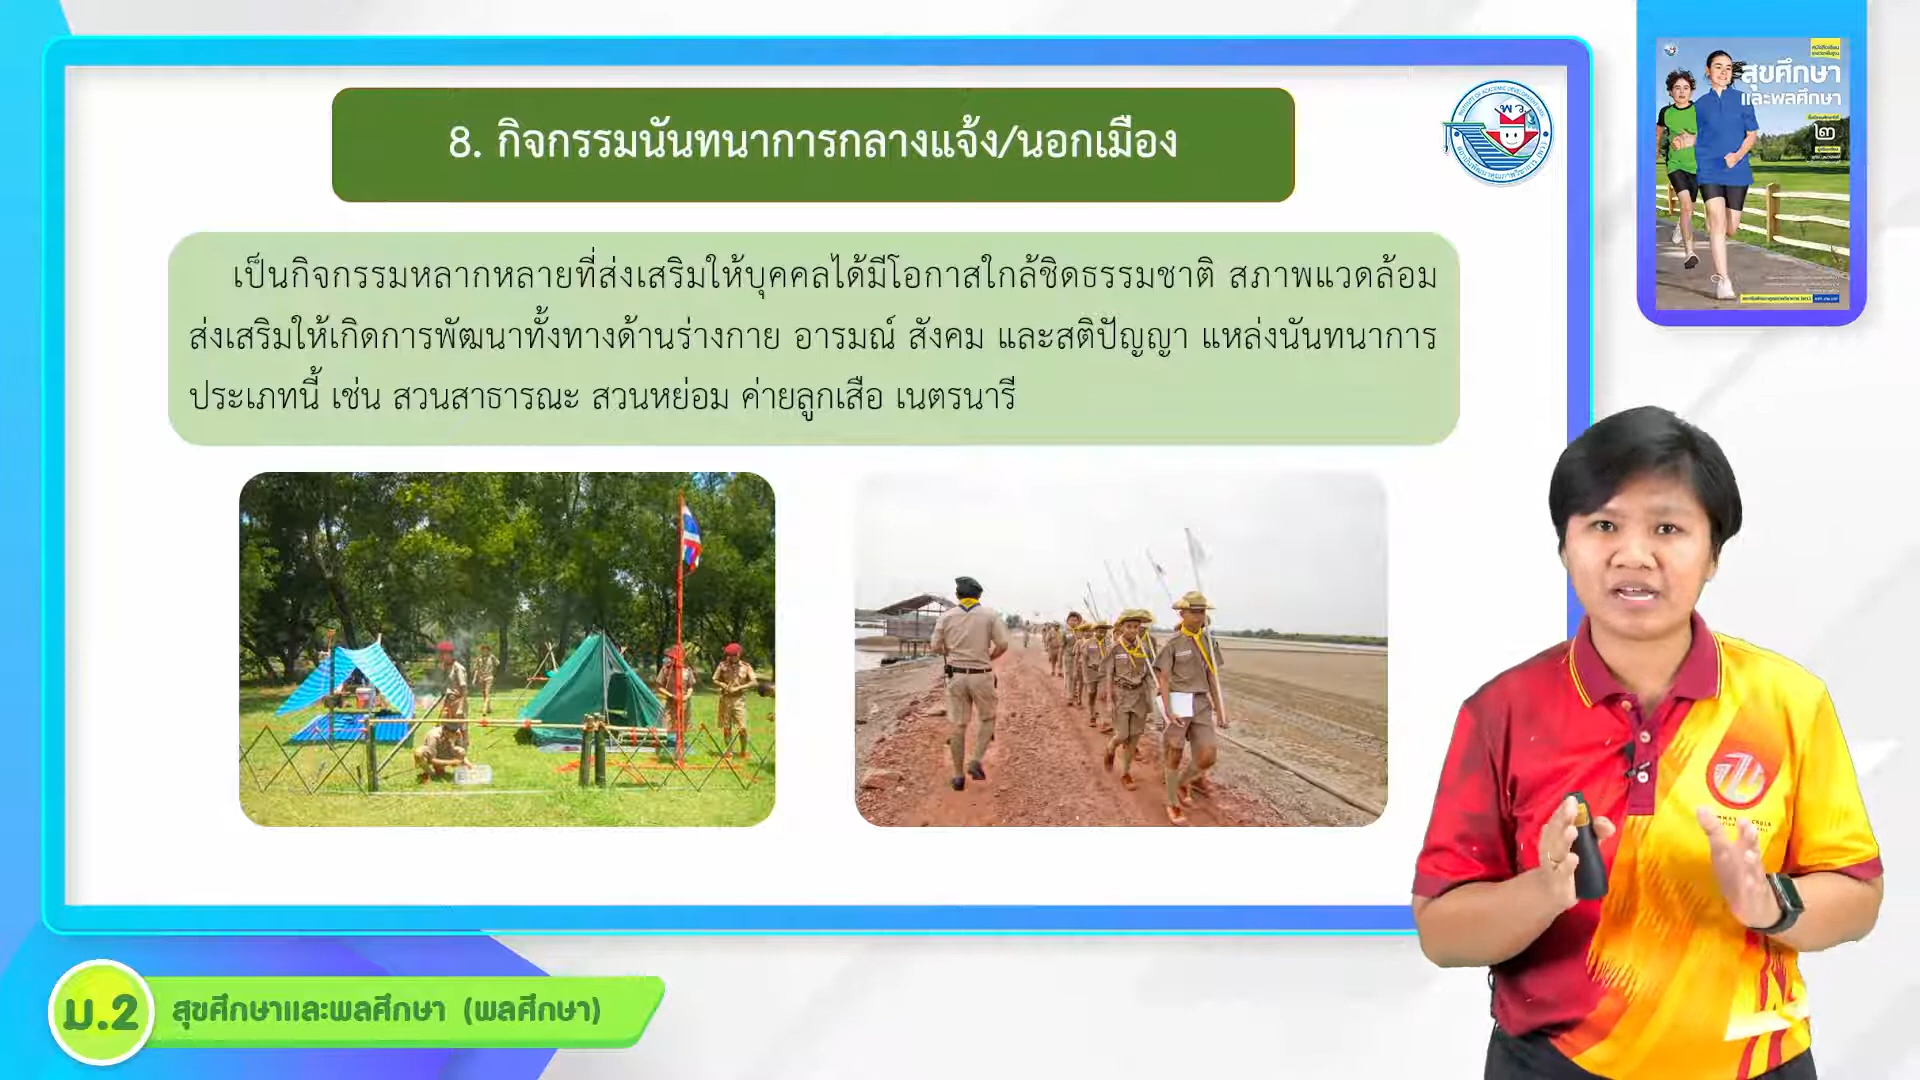 8. กิจกรรมนันทนาการกลางแจ้ง/นอกเมือง
เป็นกิจกรรมหลากหลายที่ส่งเสริมให้บุคคลได้มีโอกาสใกล้ชิดธรรมชาติ สภาพแวดล้อม
ส่งเสริมให้เกิดการพัฒนาทั้งทางด้านร่างกาย อารมณ์ สังคม และสติปัญญา แหล่งนันทนาการ
ประเภทนี้ เช่น สวนสาธารณะ สวนหย่อม ค่ายลูกเสือ เนตรนารี
พว.
สุขศึกษา
และพลศึกษา
๒
ม.2 สุขศึกษาและพลศึกษา (พลศึกษา)